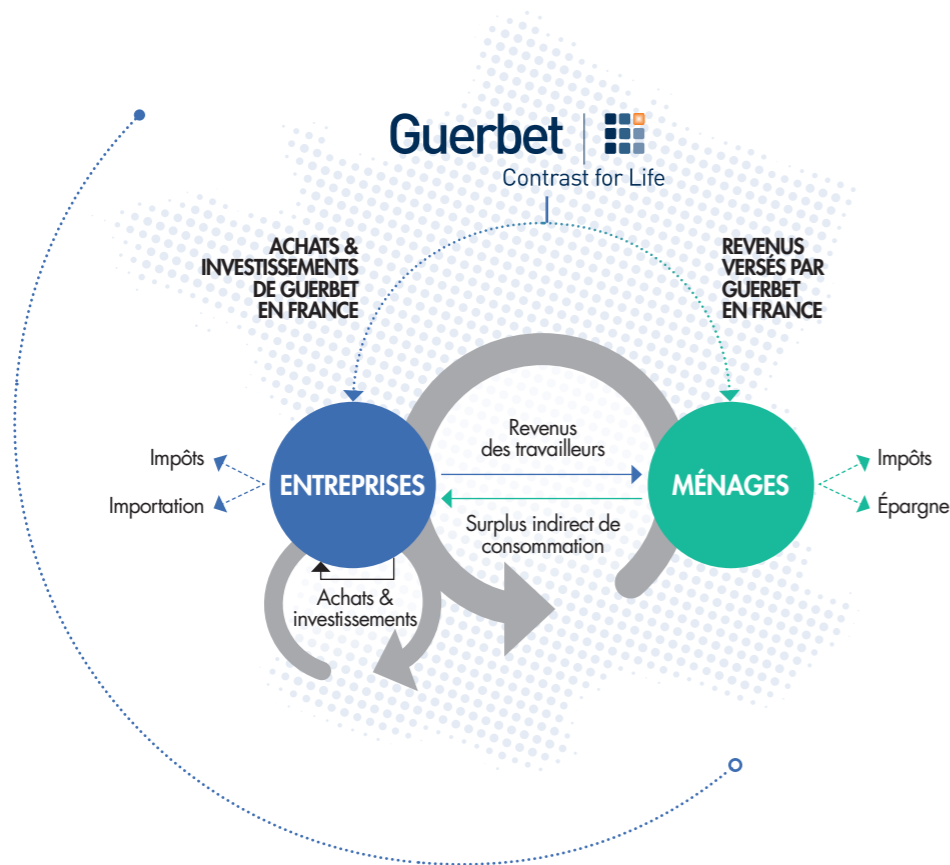 Guerbet
Contrast for Life
ACHATS &
INVESTISSEMENTS
DE GUERBET
EN FRANCE
REVENUS
VERSÉS PAR
GUERBET
EN FRANCE
Impôts
Importation
ENTREPRISES
Revenus
des travailleurs
Surplus indirect de
consommation
MÉNAGES
Impôts
Épargne
Achats &
investissements